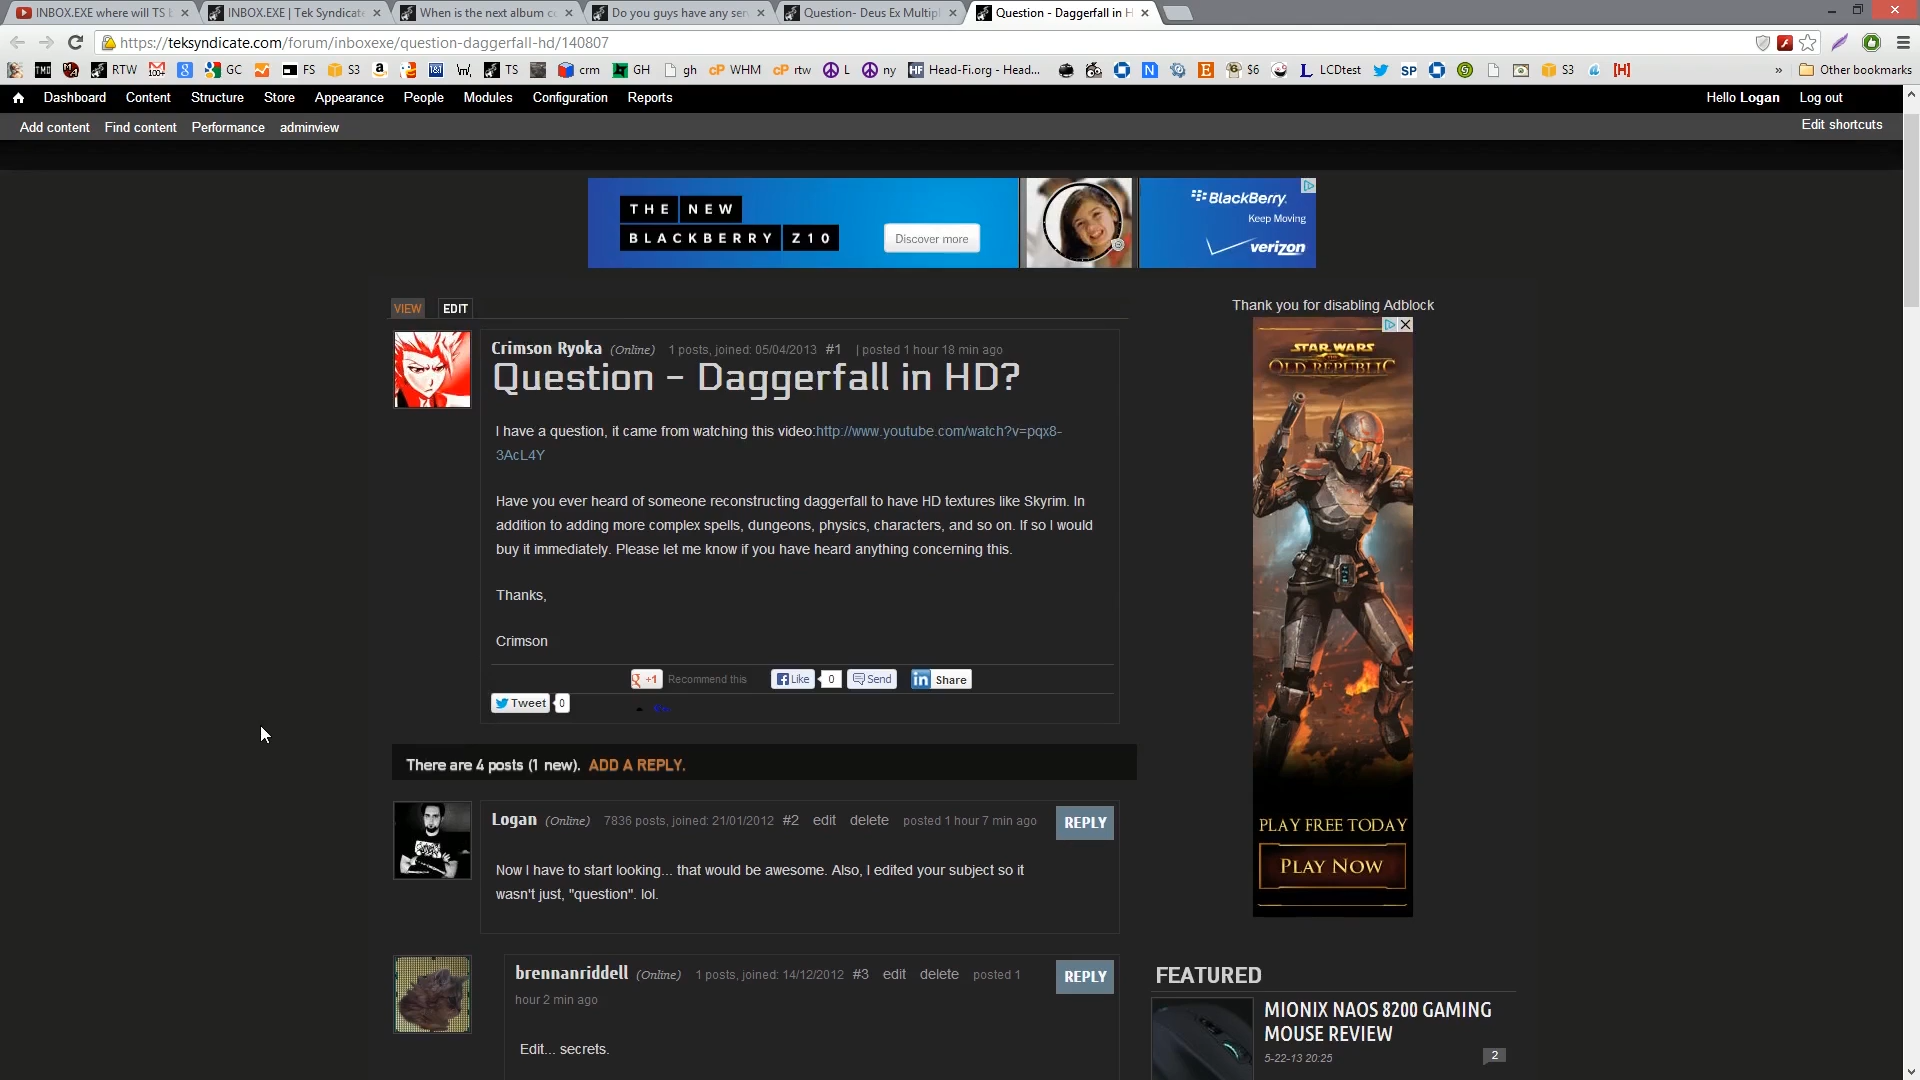 INBOX.EXE where will TS b
INBOX.EXE | Tek Syndicate
When is the next album co
Do you guys have any ser
Question- Deus Ex Multipl
Question - Daggerfall in H
https://teksyndicate.com/forum/inboxexe/question-daggerfall-hd/140807
TMD RTW GC FS S3 TS crm GH gh WHM rtw L ny Head-Fi.org - Head... $6 LCDtest SP S3 [H] » Other bookmarks
Dashboard Content Structure Store Appearance People Modules Configuration Reports Hello Logan Log out
Add content Find content Performance adminview Edit shortcuts
THE NEW
BLACKBERRY Z10
Discover more
BlackBerry.
Keep Moving
verizon
VIEW EDIT
Thank you for disabling Adblock
Crimson Ryoka (Online) 1 posts, joined: 05/04/2013 #1 | posted 1 hour 18 min ago
Question - Daggerfall in HD?
I have a question, it came from watching this video:http://www.youtube.com/watch?v=pqx8-
3AcL4Y
Have you ever heard of someone reconstructing daggerfall to have HD textures like Skyrim. In
addition to adding more complex spells, dungeons, physics, characters, and so on. If so I would
buy it immediately. Please let me know if you have heard anything concerning this.
Thanks,
Crimson
+1 Recommend this Like 0 Send in Share
Tweet 0
There are 4 posts (1 new). ADD A REPLY.
Logan (Online) 7836 posts, joined: 21/01/2012 #2 edit delete posted 1 hour 7 min ago REPLY
Now I have to start looking... that would be awesome. Also, I edited your subject so it
wasn't just, "question". lol.
brennanriddell (Online) 1 posts, joined: 14/12/2012 #3 edit delete posted 1
hour 2 min ago
REPLY
Edit... secrets.
STAR WARS
THE OLD REPUBLIC
PLAY FREE TODAY
PLAY NOW
FEATURED
MIONIX NAOS 8200 GAMING
MOUSE REVIEW
5-22-13 20:25
2